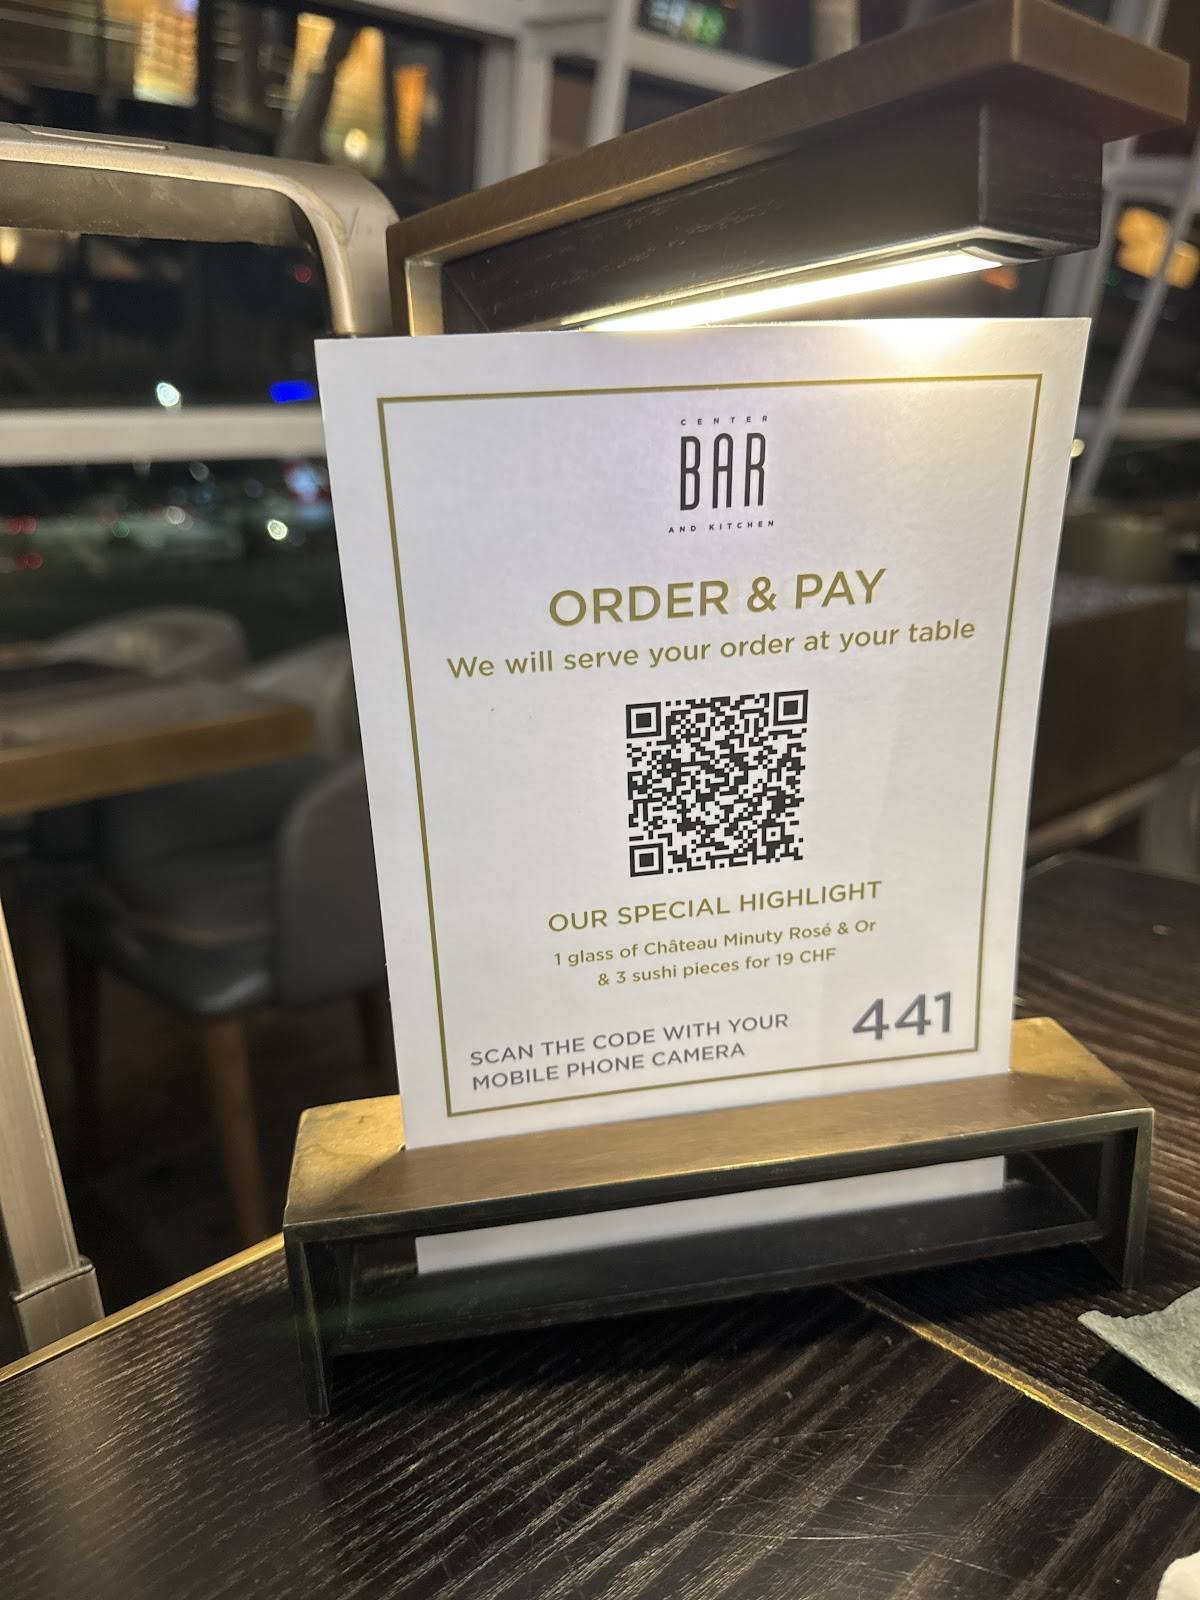 CENTER
BAR
AND KITCHEN
ORDER & PAY
We will serve your order at your table
OUR SPECIAL HIGHLIGHT
1 glass of Château Minuty Rosé & Or
& 3 sushi pieces for 19 CHF
SCAN THE CODE WITH YOUR
MOBILE PHONE CAMERA
441